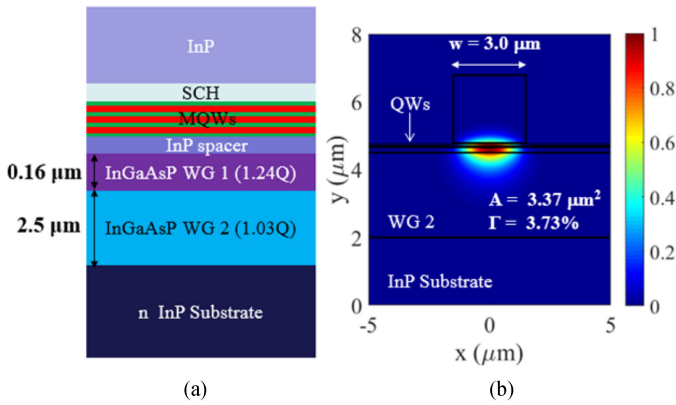 (a)
InP
SCH
MQWs
InP spacer
0.16 μm
InGaAsP WG 1 (1.24Q)
2.5 μm
InGaAsP WG 2 (1.03Q)
n InP Substrate
(a)
(b)
w = 3.0 μm
QWs
A = 3.37 μm²
Γ = 3.73%
WG 2
InP Substrate
y (μm)
8
6
4
2
0
-5
0
5
x (μm)
1
0.8
0.6
0.4
0.2
0
(b)